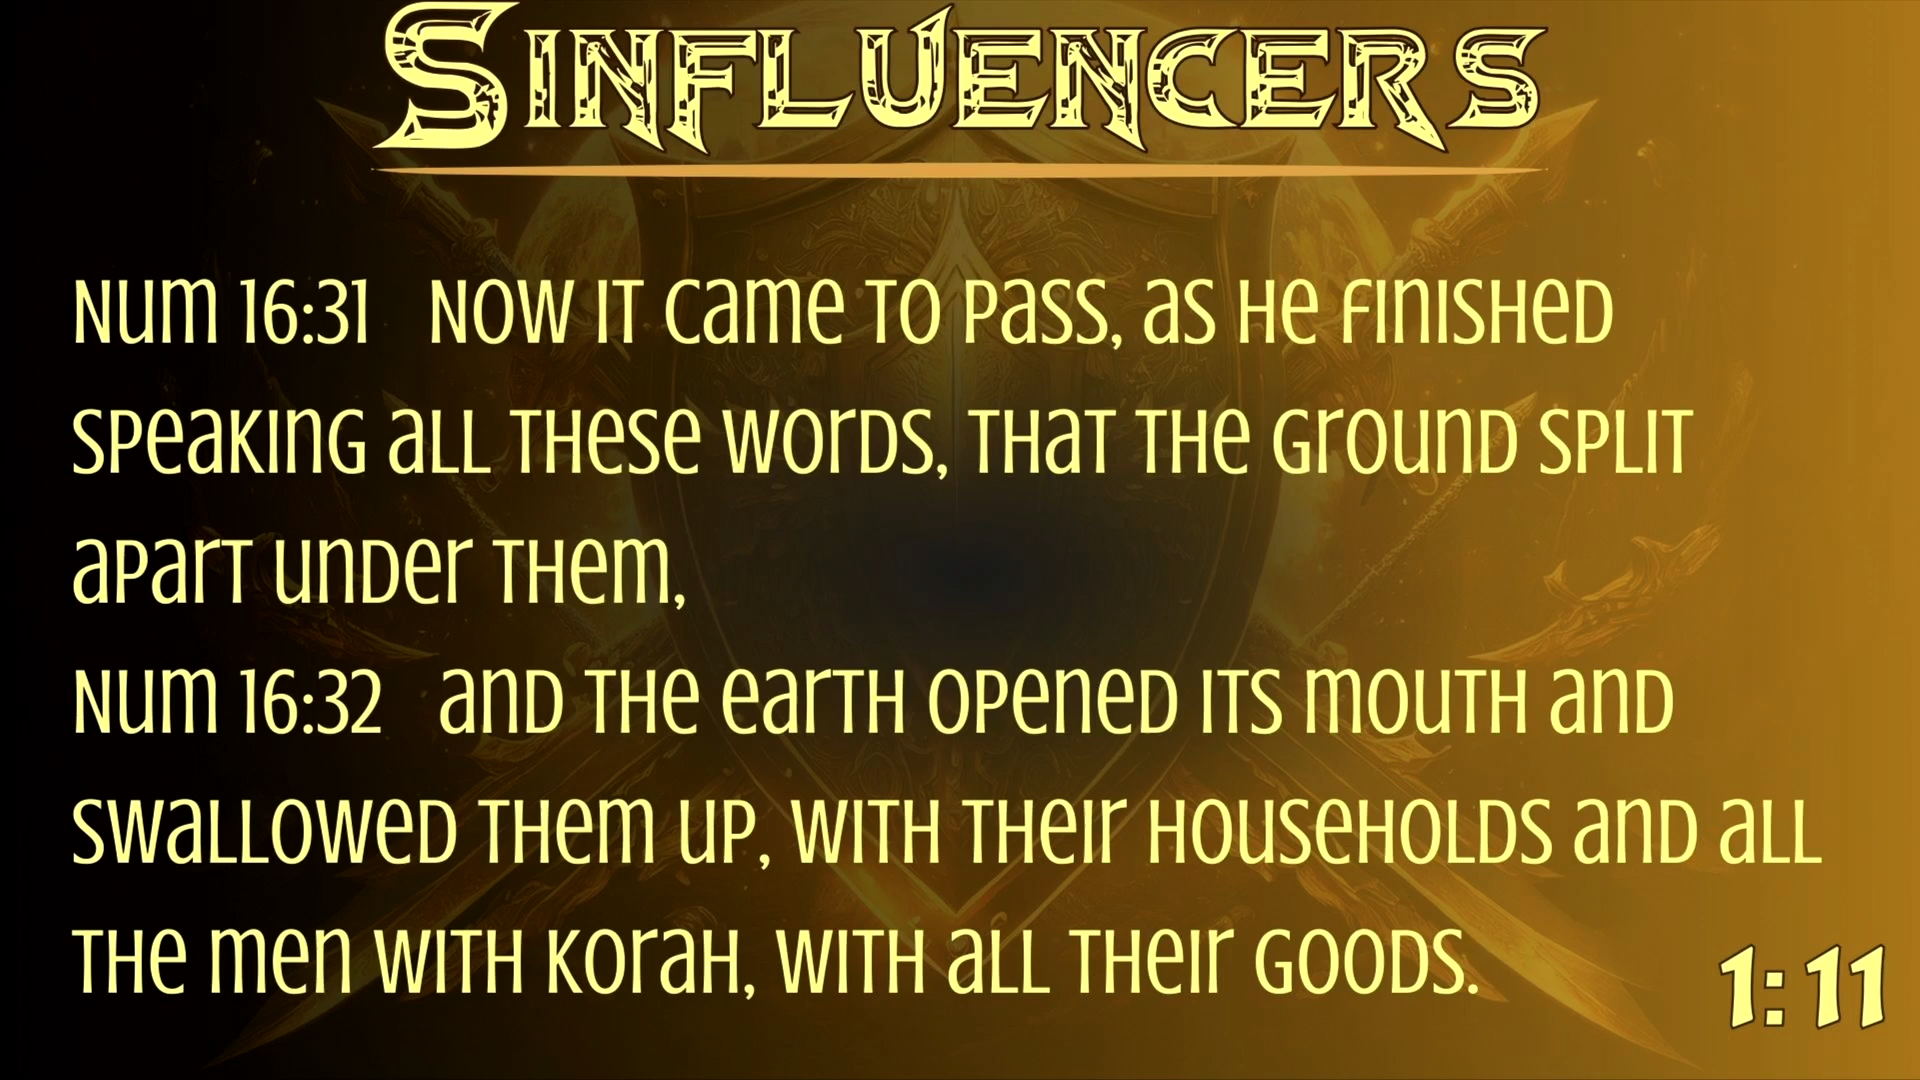 Sinfluencers
Num 16:31 Now it came to pass, as he finished
speaking all these words, that the ground split
apart under them,
Num 16:32 and the earth opened its mouth and
swallowed them up, with their households and all
the men with Korah, with all their goods.
1:11